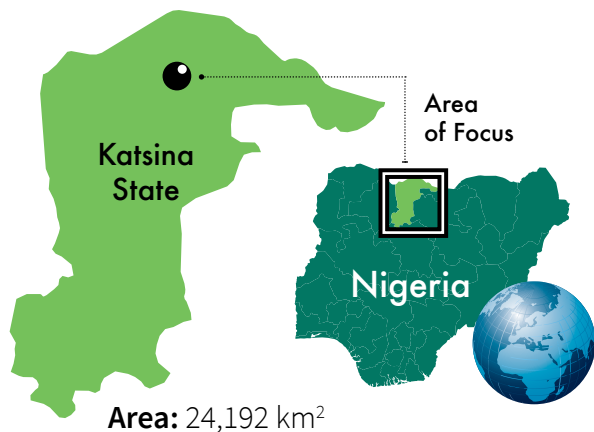 Area
of Focus
Katsina
State
Nigeria
Area: 24,192 km²